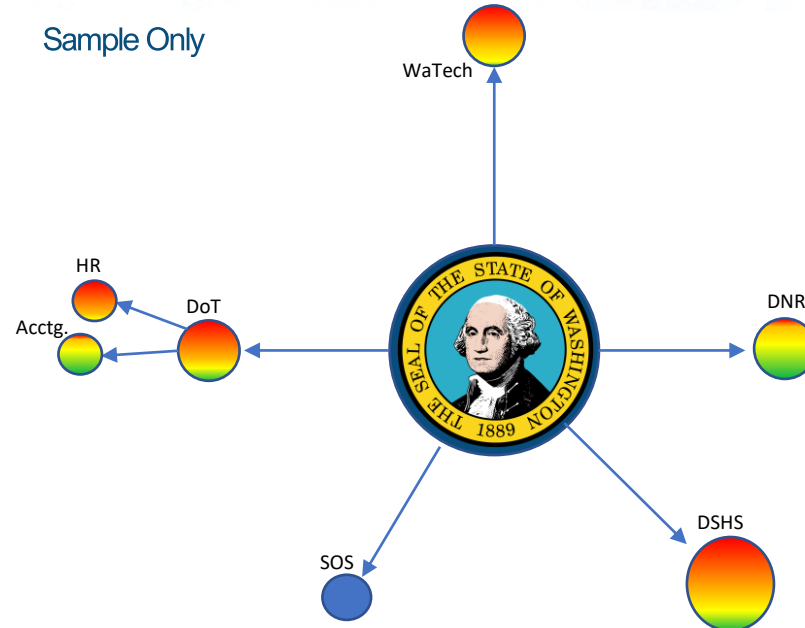 Sample Only
WaTech
HR
DoT
Acctg.
DNR
THE SEAL OF THE STATE OF WASHINGTON
1889
DSHS
SOS